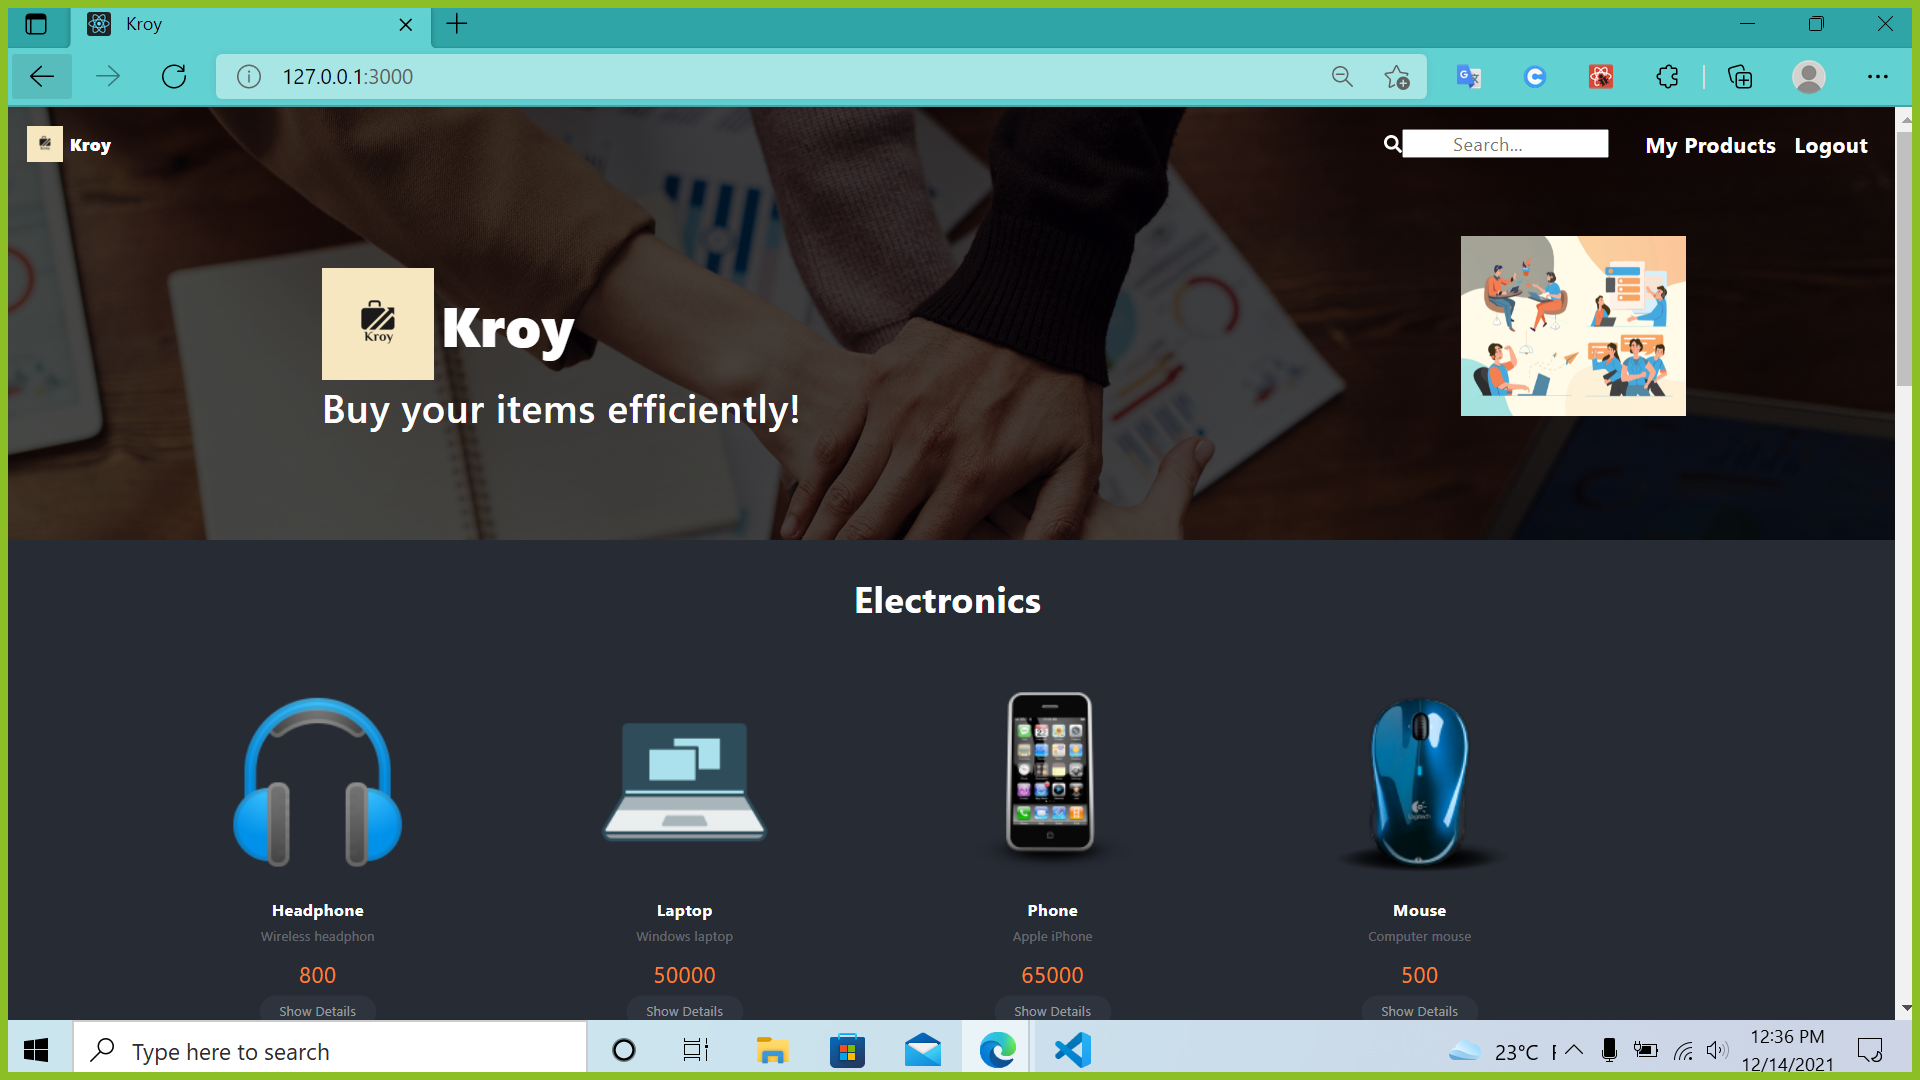 Kroy
127.0.0.1:3000
Kroy
Search...
My Products
Logout
Kroy
Kroy
Buy your items efficiently!
Electronics
Headphone
Wireless headphon
800
Show Details
Laptop
Windows laptop
50000
Show Details
Phone
Apple iPhone
65000
Show Details
Logitech
Mouse
Computer mouse
500
Show Details
Type here to search
23°C
12:36 PM
12/14/2021